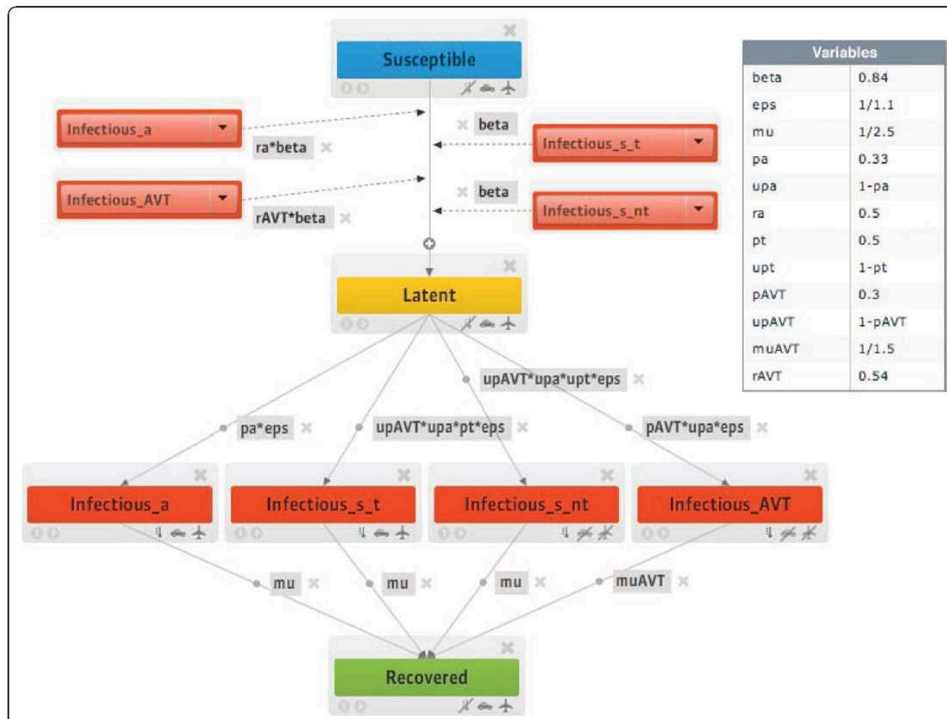 Susceptible
Infectious_a
ra*beta
beta
Infectious_s_t
Infectious_AVT
rAVT*beta
beta
Infectious_s_nt
Latent
upAVT*upa*upt*eps
pa*eps
upAVT*upa*pt*eps
pAVT*upa*eps
Infectious_a
Infectious_s_t
Infectious_s_nt
Infectious_AVT
mu
mu
mu
muAVT
Recovered
Variables
beta 0.84
eps 1/1.1
mu 1/2.5
pa 0.33
upa 1-pa
ra 0.5
pt 0.5
upt 1-pt
pAVT 0.3
upAVT 1-pAVT
muAVT 1/1.5
rAVT 0.54